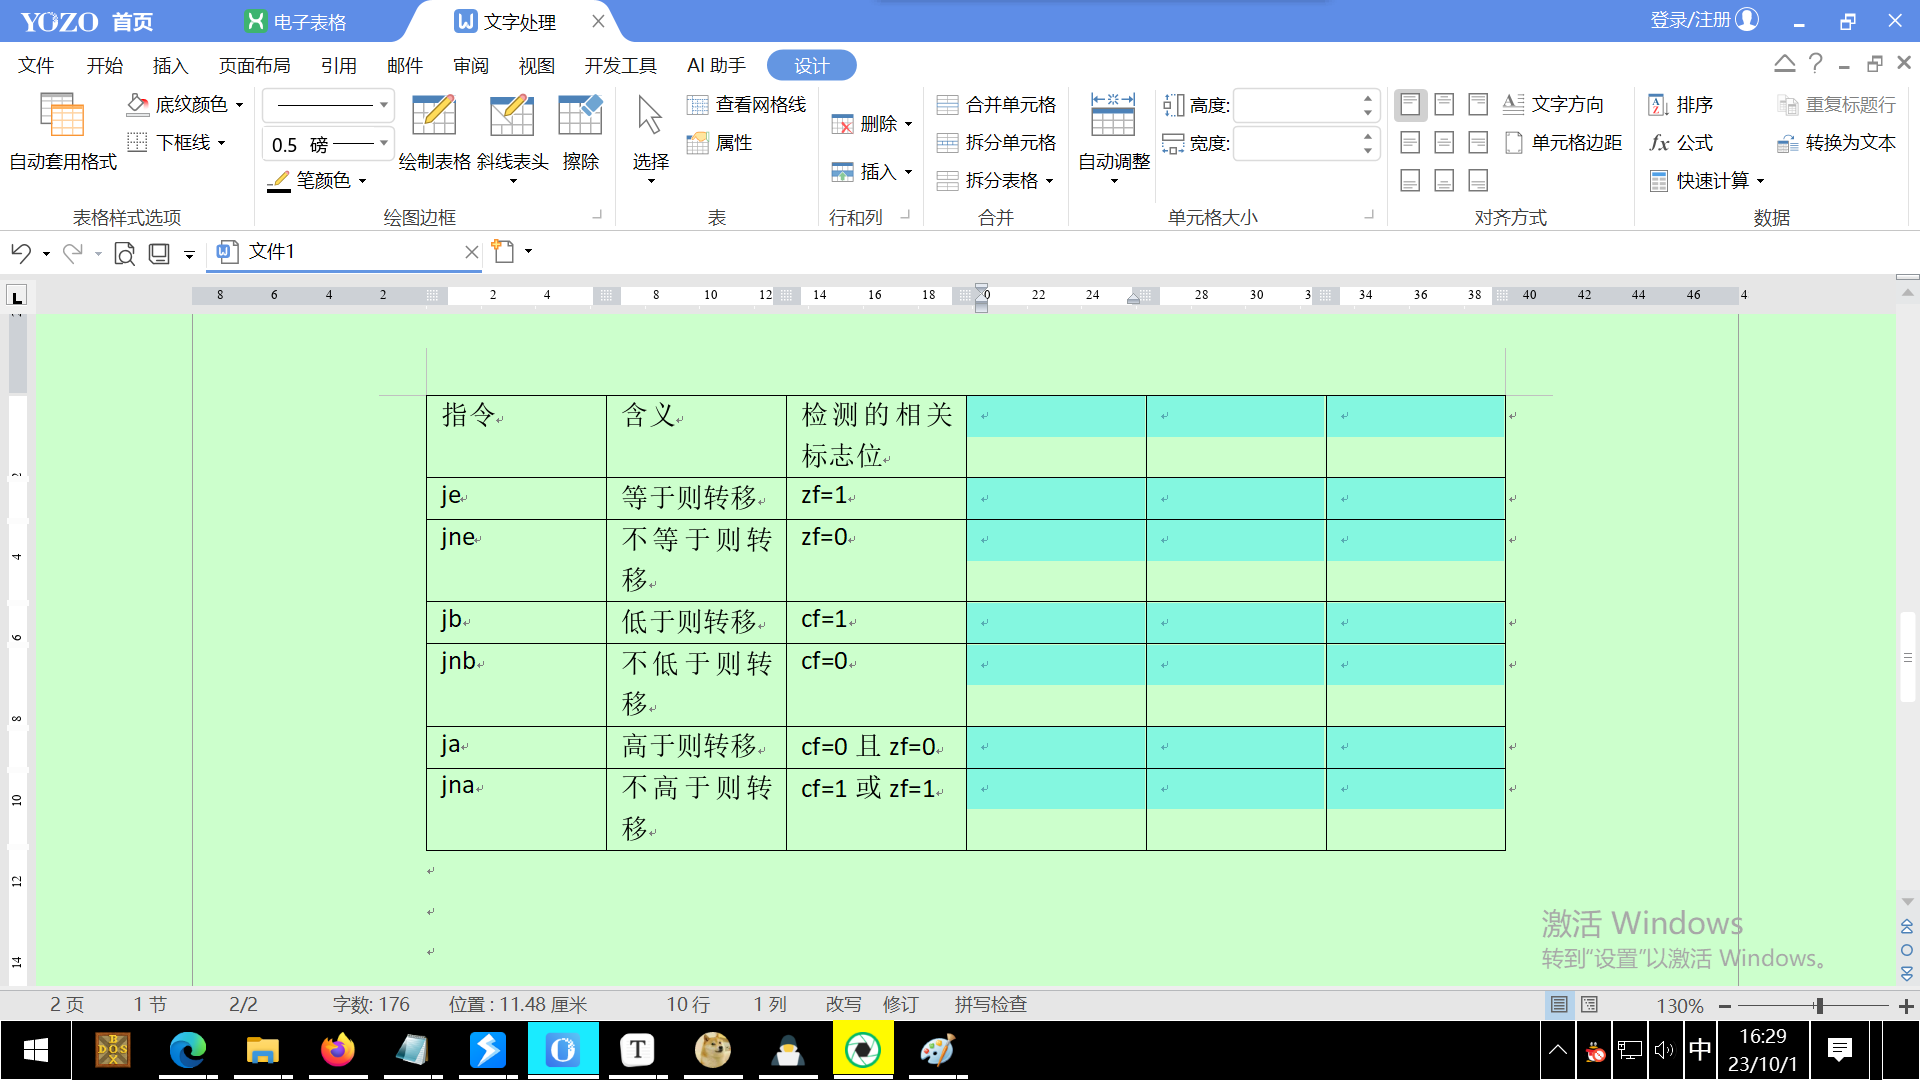 YOZO 首页
电子表格
文字处理
登录/注册
文件 开始 插入 页面布局 引用 邮件 审阅 视图 开发工具 AI 助手 设计
自动套用格式
底纹颜色
下框线
表格样式选项
0.5 磅
笔颜色
绘制表格
斜线表头
擦除
绘图边框
选择
查看网格线
属性
表
删除
插入
行和列
合并单元格
拆分单元格
拆分表格
合并
自动调整
高度:
宽度:
单元格大小
文字方向
单元格边距
对齐方式
排序
公式
快速计算
重复标题行
转换为文本
数据
文件1
L 8 6 4 2 2 4 8 10 12 14 16 18 0 22 24 28 30 3 34 36 38 40 42 44 46 4
2
4
6
8
10
12
14
指令 含义 检测的相关
标志位
je 等于则转移 zf=1
jne 不等于则转 zf=0
移
jb 低于则转移 cf=1
jnb 不低于则转 cf=0
移
ja 高于则转移 cf=0 且 zf=0
jna 不高于则转 cf=1 或 zf=1
移
激活 Windows
转到“设置”以激活 Windows。
2 页 1 节 2/2 字数: 176 位置 : 11.48 厘米 10 行 1 列 改写 修订 拼写检查 130%
DOS
BOX
T
中
16:29
23/10/1